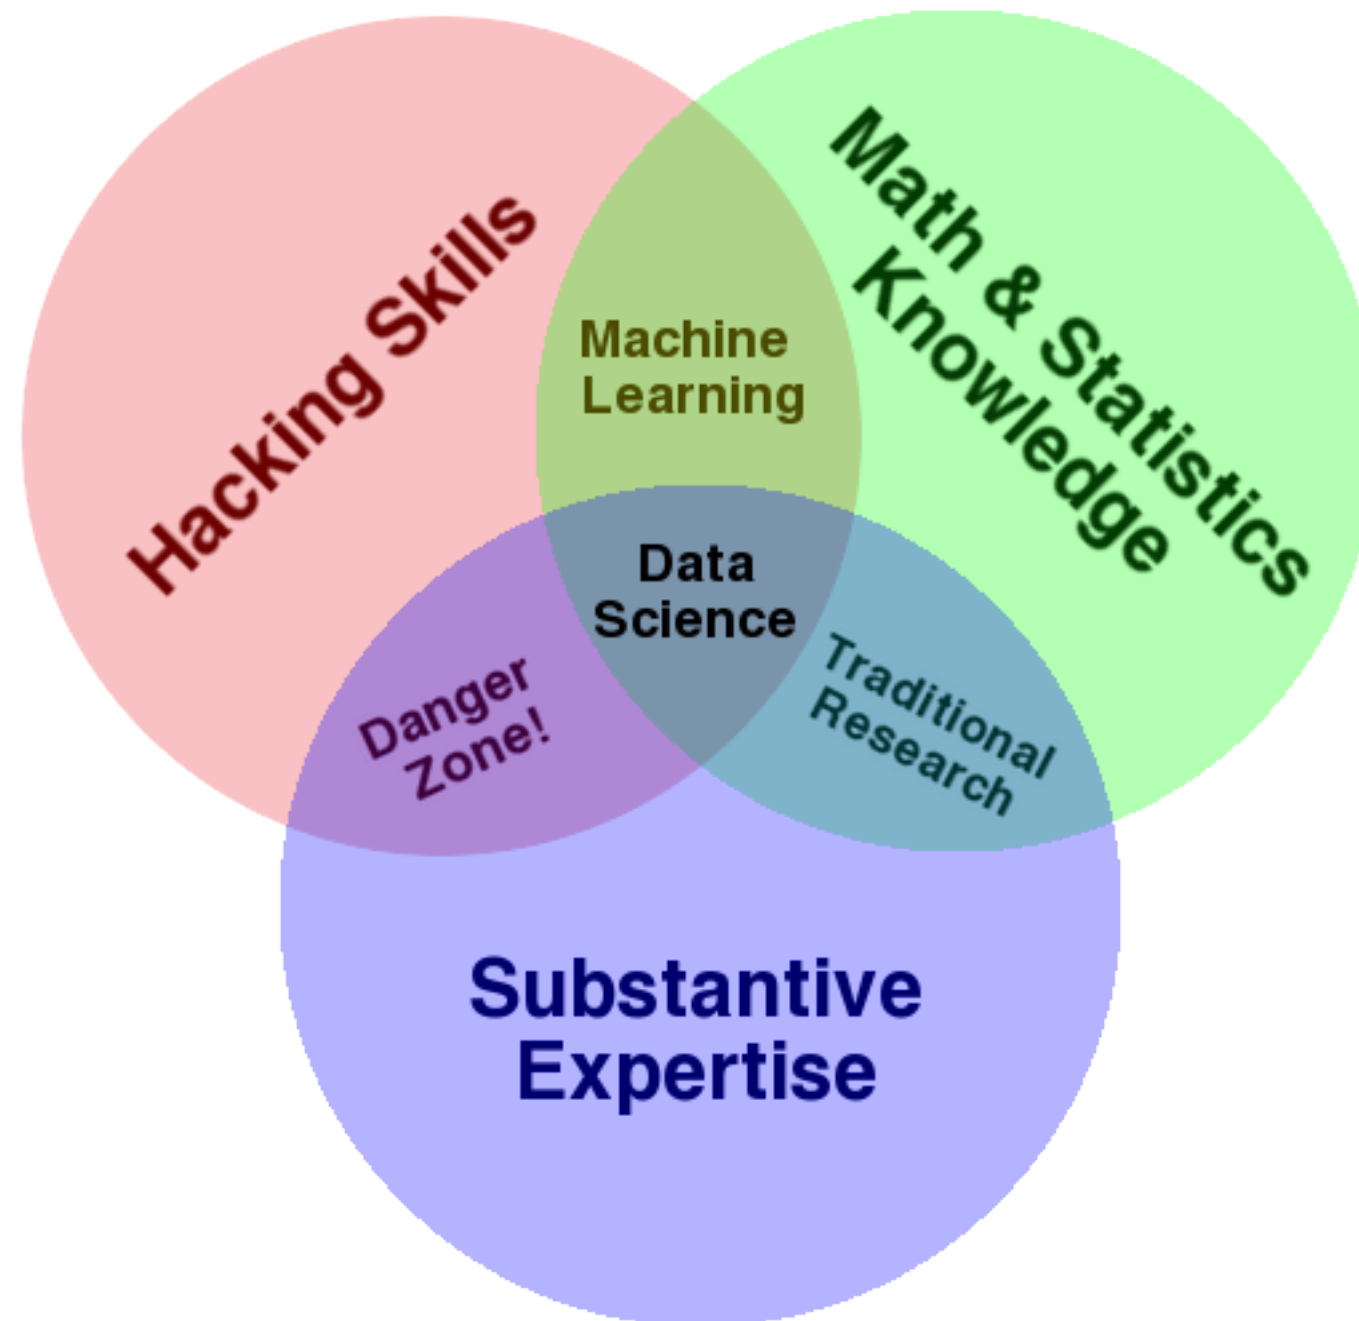 Hacking Skills
Math & Statistics
Knowledge
Machine
Learning
Data
Science
Danger
Zone!
Traditional
Research
Substantive
Expertise